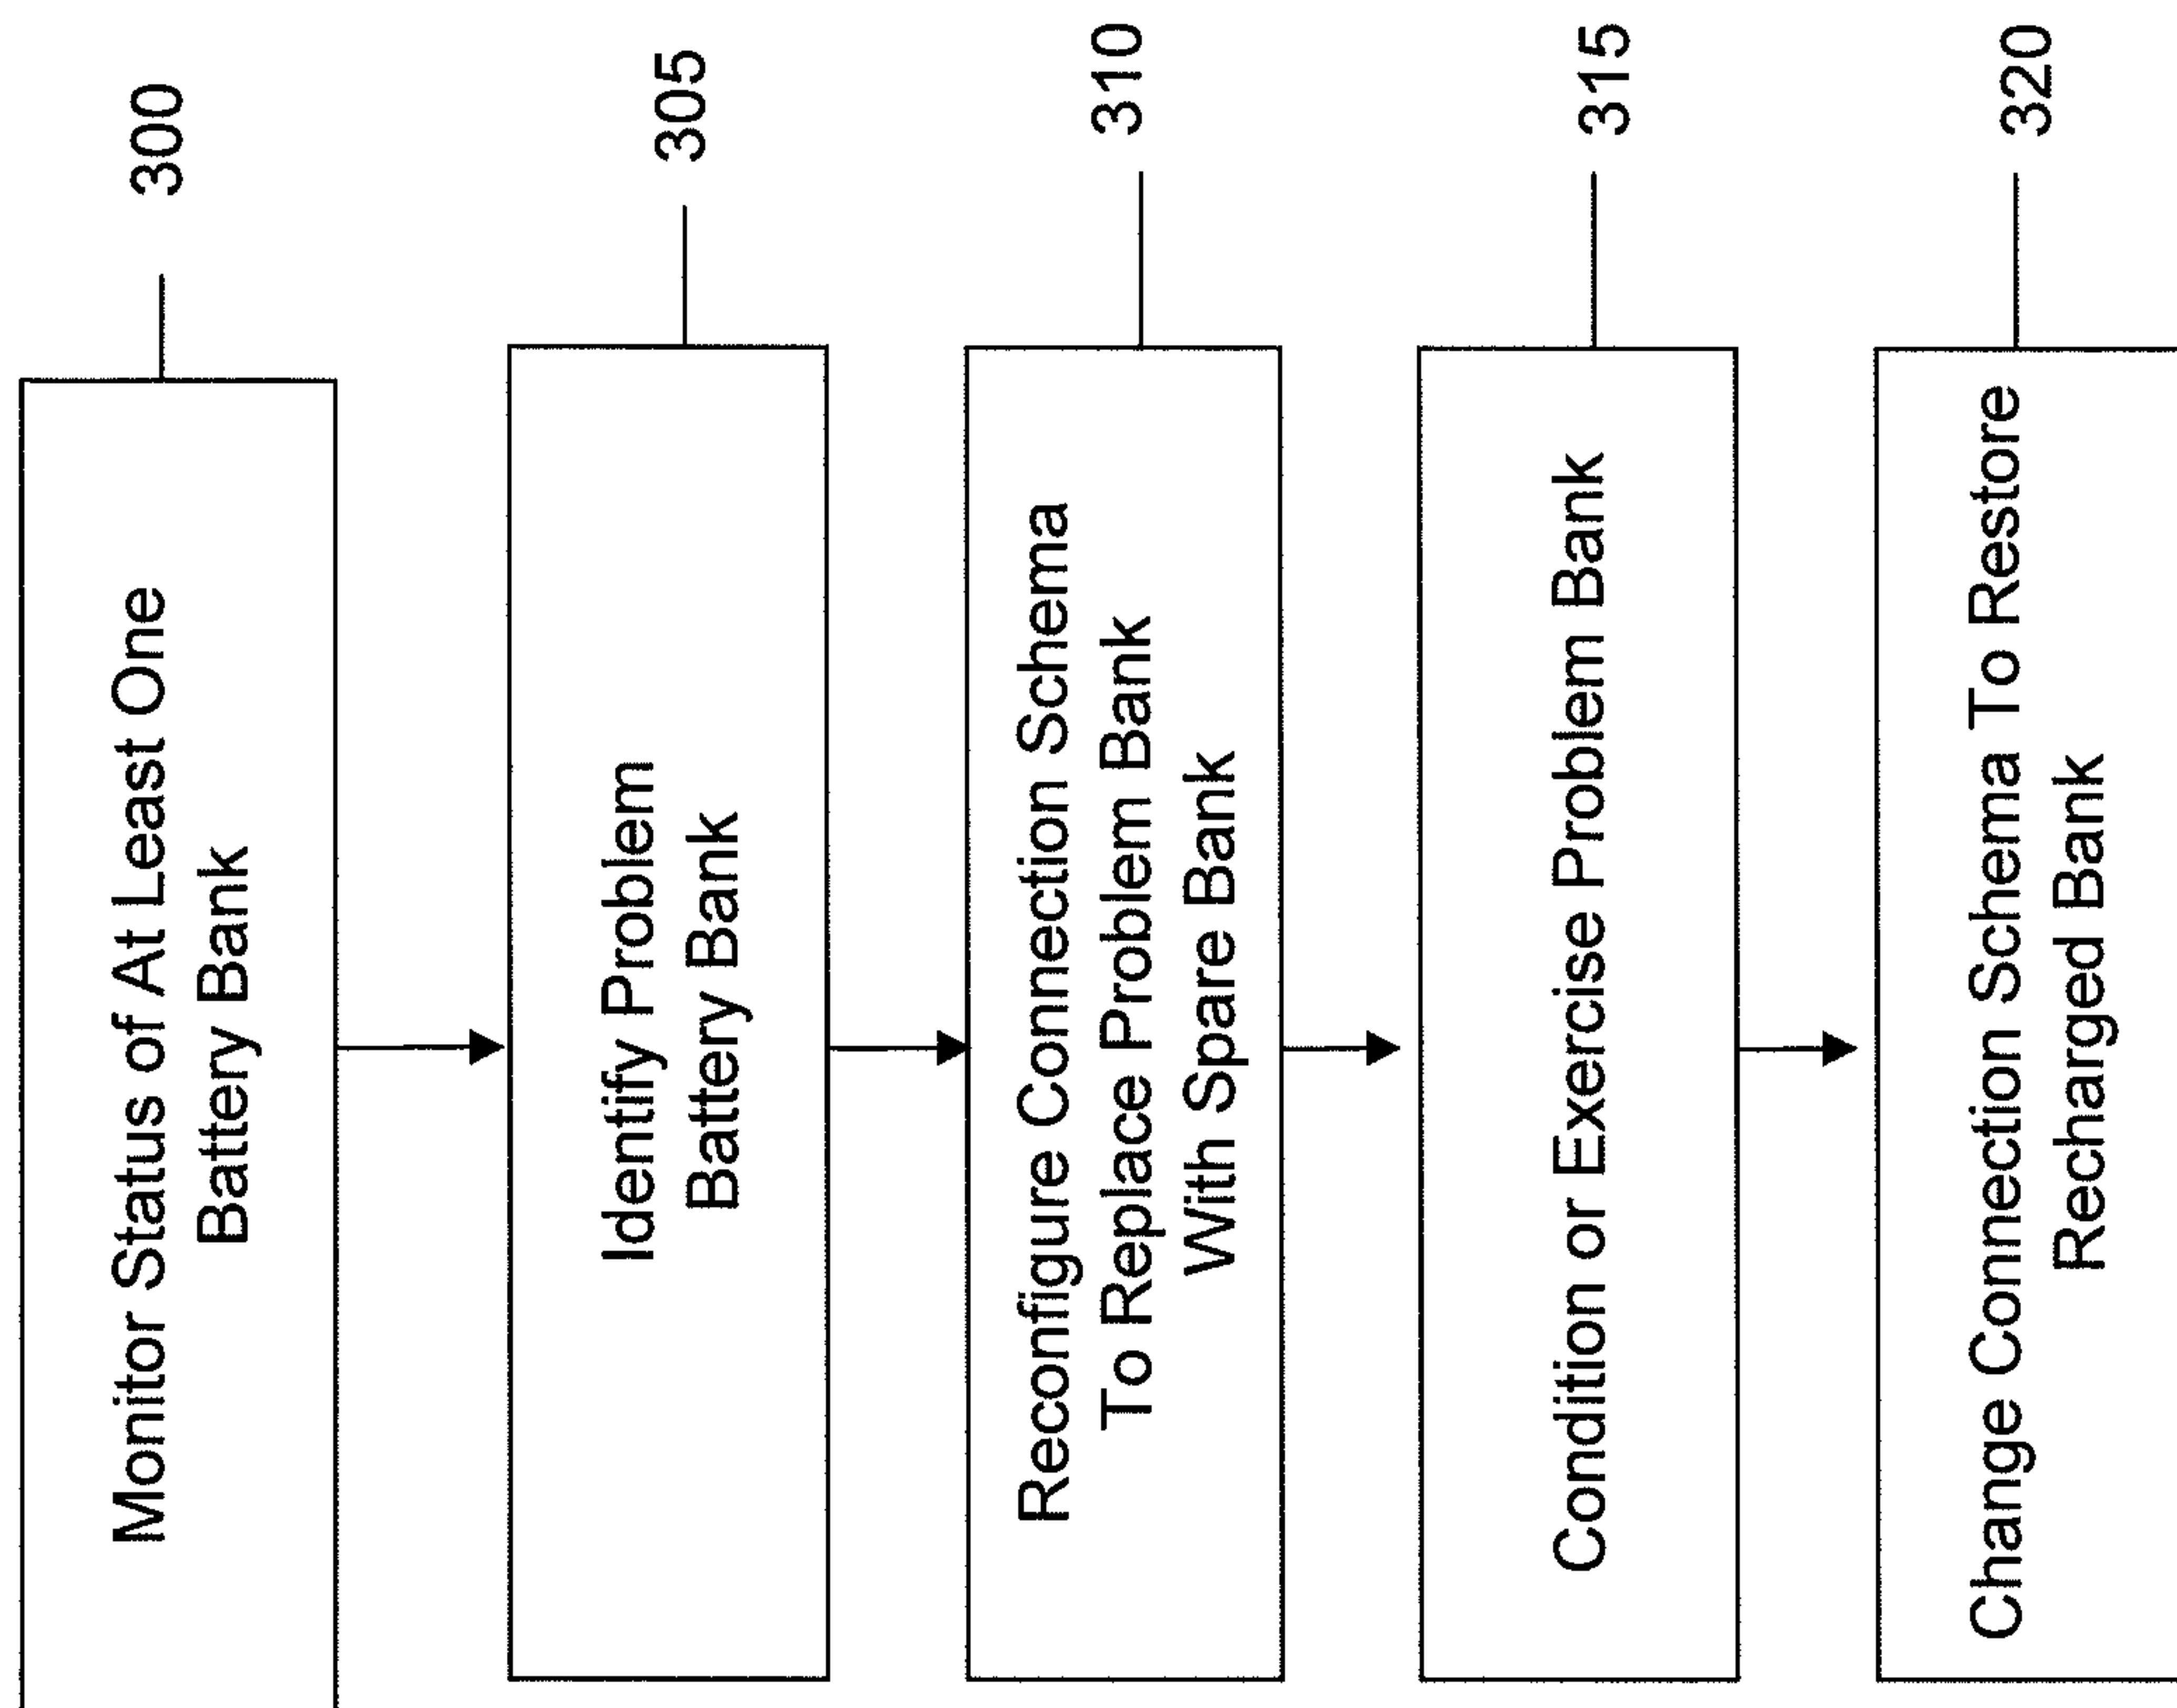 Monitor Status of At Least One
Battery Bank
300
Identify Problem
Battery Bank
305
Reconfigure Connection Schema
To Replace Problem Bank
With Spare Bank
310
Condition or Exercise Problem Bank
315
Change Connection Schema To Restore
Recharged Bank
320